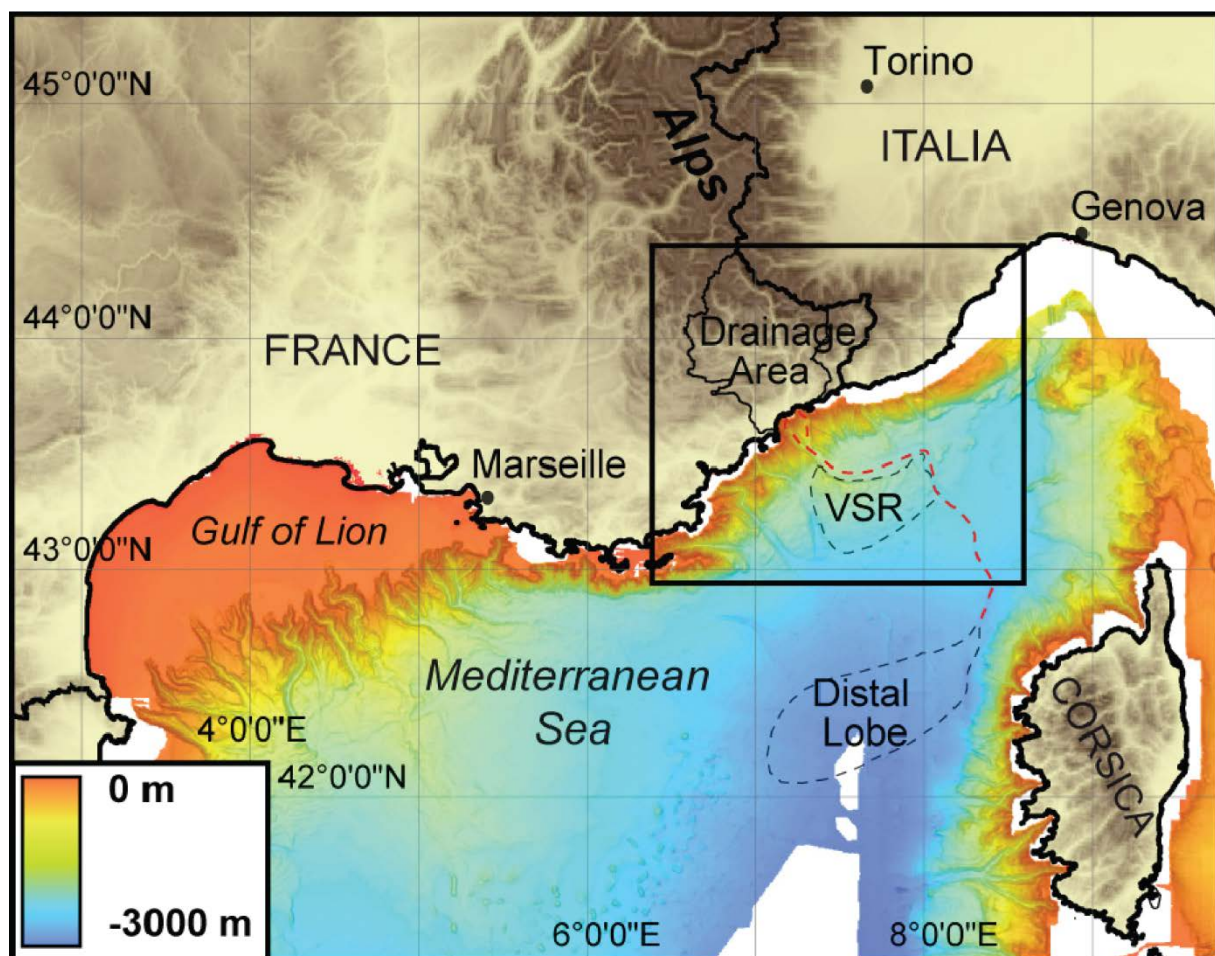 Torino
45°0'0"N
Alps
ITALIA
Genova
44°0'0"N
FRANCE
Drainage
Area
Marseille
VSR
Gulf of Lion
43°0'0"N
Mediterranean
Sea
Distal
Lobe
CORSICA
4°0'0"E
42°0'0"N
0 m
-3000 m
6°0'0"E
8°0'0"E